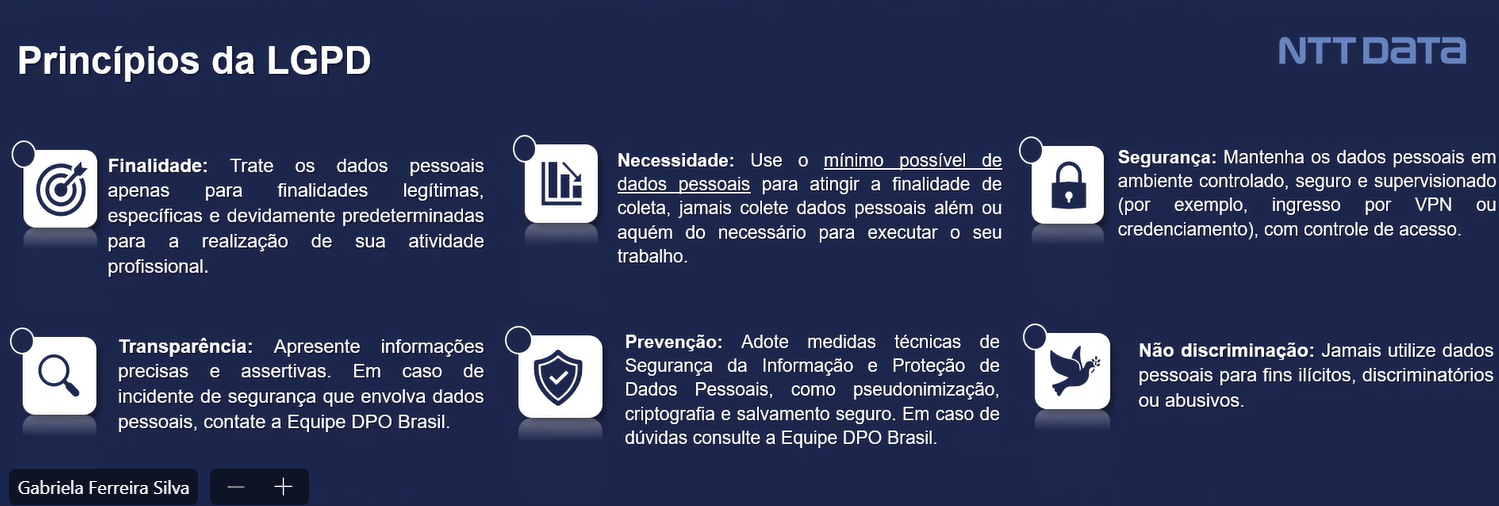 Princípios da LGPD
NTT DATA
Finalidade: Trate os dados pessoais
apenas para finalidades legítimas,
específicas e devidamente predeterminadas
para a realização de sua atividade
profissional.
Necessidade: Use o mínimo possível de
dados pessoais para atingir a finalidade de
coleta, jamais colete dados pessoais além ou
aquém do necessário para executar o seu
trabalho.
Segurança: Mantenha os dados pessoais em
ambiente controlado, seguro e supervisionado
(por exemplo, ingresso por VPN ou
credenciamento), com controle de acesso.
Transparência: Apresente informações
precisas e assertivas. Em caso de
incidente de segurança que envolva dados
pessoais, contate a Equipe DPO Brasil.
Prevenção: Adote medidas técnicas de
Segurança da Informação e Proteção de
Dados Pessoais, como pseudonimização,
criptografia e salvamento seguro. Em caso de
dúvidas consulte a Equipe DPO Brasil.
Não discriminação: Jamais utilize dados
pessoais para fins ilícitos, discriminatórios
ou abusivos.
Gabriela Ferreira Silva